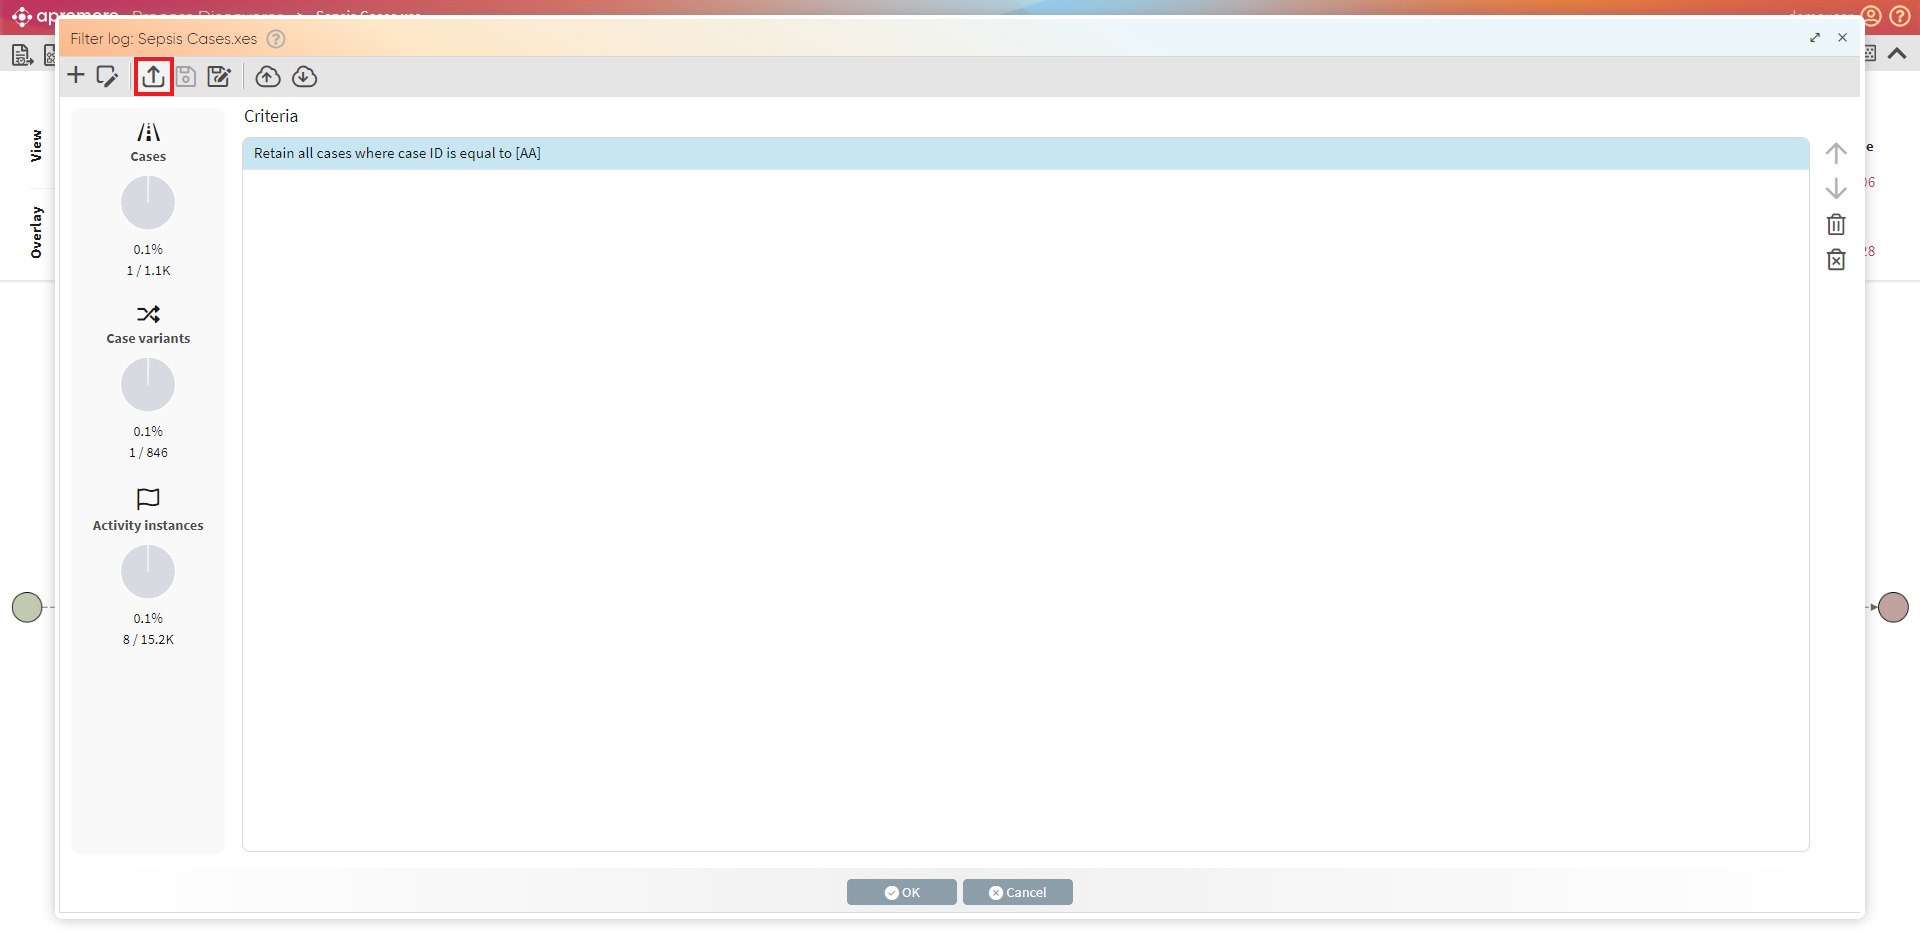 Filter log: Sepsis Cases.xes
View
Overlay
Criteria
Retain all cases where case ID is equal to [AA]
Cases
0.1%
1 / 1.1K
Case variants
0.1%
1 / 846
Activity instances
0.1%
8 / 15.2K
OK
Cancel